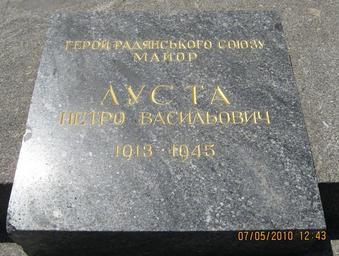 ГЕРОЙ РАДЯНСЬКОГО СОЮЗУ
МАЙОР
ЛУСТА
ПЕТРО ВАСИЛЬОВИЧ
1913 · 1945
07/05/2010 12:43